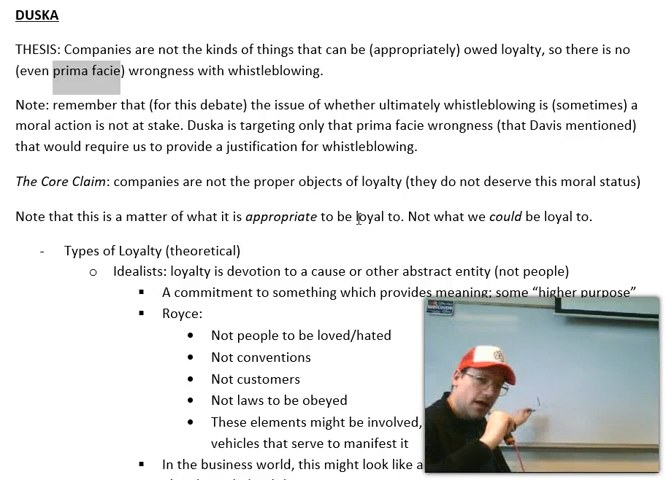 DUSKA
THESIS: Companies are not the kinds of things that can be (appropriately) owed loyalty, so there is no
(even prima facie) wrongness with whistleblowing.
Note: remember that (for this debate) the issue of whether ultimately whistleblowing is (sometimes) a
moral action is not at stake. Duska is targeting only that prima facie wrongness (that Davis mentioned)
that would require us to provide a justification for whistleblowing.
The Core Claim: companies are not the proper objects of loyalty (they do not deserve this moral status)
Note that this is a matter of what it is appropriate to be loyal to. Not what we could be loyal to.
- Types of Loyalty (theoretical)
o Idealists: loyalty is devotion to a cause or other abstract entity (not people)
▪ A commitment to something which provides meaning; some “higher purpose”
▪ Royce:
• Not people to be loved/hated
• Not conventions
• Not customers
• Not laws to be obeyed
• These elements might be involved,
vehicles that serve to manifest it
▪ In the business world, this might look like a